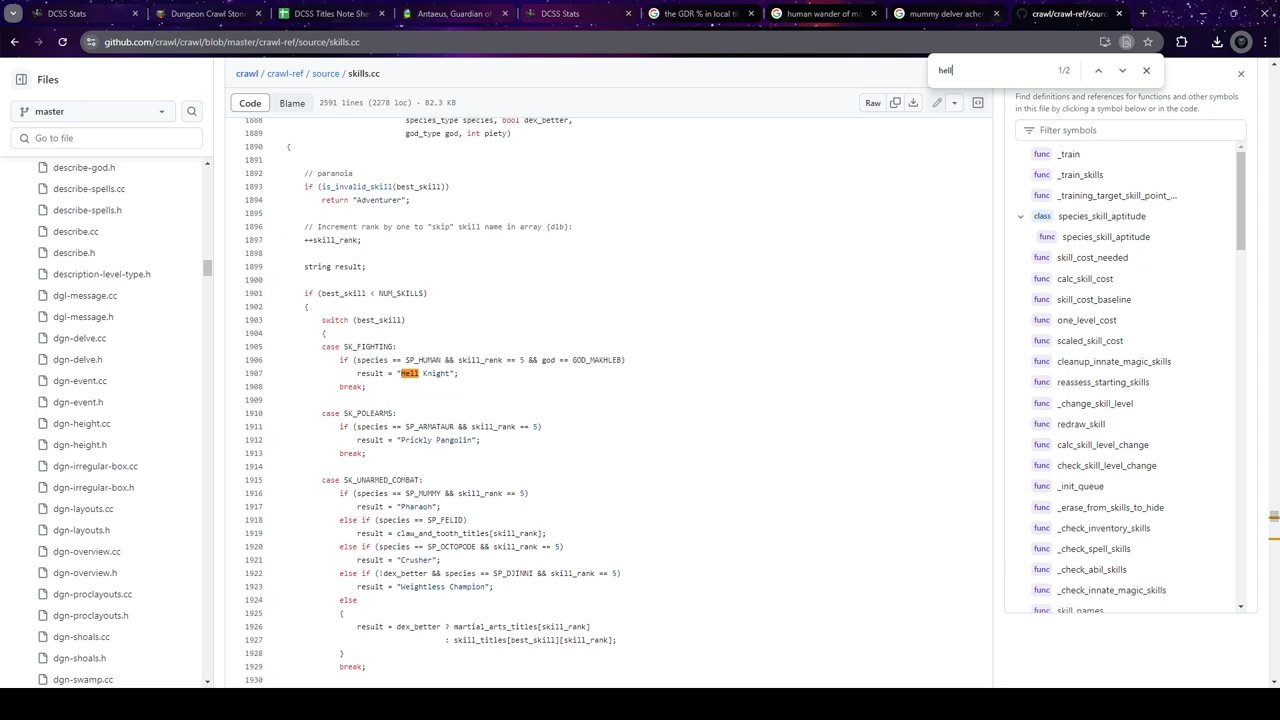 DCSS Stats
Dungeon Crawl Stone
DCSS Titles Note She
Antaeus, Guardian of
DCSS Stats
the GDR % in local til
human wander of ma
mummy delver ache
crawl/crawl-ref/sourc
github.com/crawl/crawl/blob/master/crawl-ref/source/skills.cc
hell 1/2
Files
master
Go to file
describe-god.h
describe-spells.cc
describe-spells.h
describe.cc
describe.h
description-level-type.h
dgl-message.cc
dgl-message.h
dgn-delve.cc
dgn-delve.h
dgn-event.cc
dgn-event.h
dgn-height.cc
dgn-height.h
dgn-irregular-box.cc
dgn-irregular-box.h
dgn-layouts.cc
dgn-layouts.h
dgn-overview.cc
dgn-overview.h
dgn-proclayouts.cc
dgn-proclayouts.h
dgn-shoals.cc
dgn-shoals.h
dgn-swamp.cc
crawl / crawl-ref / source / skills.cc
Code Blame 2591 lines (2278 loc) · 82.3 KB Raw
1888 species_type species, bool dex_better,
1889 god_type god, int piety)
1890 {
1891
1892 // paranoia
1893 if (is_invalid_skill(best_skill))
1894 return "Adventurer";
1895
1896 // Increment rank by one to "skip" skill name in array {dlb}:
1897 ++skill_rank;
1898
1899 string result;
1900
1901 if (best_skill < NUM_SKILLS)
1902 {
1903 switch (best_skill)
1904 {
1905 case SK_FIGHTING:
1906 if (species == SP_HUMAN && skill_rank == 5 && god == GOD_MAKHLEB)
1907 result = "Hell Knight";
1908 break;
1909
1910 case SK_POLEARMS:
1911 if (species == SP_ARMATAUR && skill_rank == 5)
1912 result = "Prickly Pangolin";
1913 break;
1914
1915 case SK_UNARMED_COMBAT:
1916 if (species == SP_MUMMY && skill_rank == 5)
1917 result = "Pharaoh";
1918 else if (species == SP_FELID)
1919 result = claw_and_tooth_titles[skill_rank];
1920 else if (species == SP_OCTOPODE && skill_rank == 5)
1921 result = "Crusher";
1922 else if (!dex_better && species == SP_DJINNI && skill_rank == 5)
1923 result = "Weightless Champion";
1924 else
1925 {
1926 result = dex_better ? martial_arts_titles[skill_rank]
1927 : skill_titles[best_skill][skill_rank];
1928 }
1929 break;
1930
Find definitions and references for functions and other symbols
in this file by clicking a symbol below or in the code.
Filter symbols
func _train
func _train_skills
func _training_target_skill_point_...
class species_skill_aptitude
func species_skill_aptitude
func skill_cost_needed
func calc_skill_cost
func skill_cost_baseline
func one_level_cost
func scaled_skill_cost
func cleanup_innate_magic_skills
func reassess_starting_skills
func _change_skill_level
func redraw_skill
func calc_skill_level_change
func check_skill_level_change
func _init_queue
func _erase_from_skills_to_hide
func _check_inventory_skills
func _check_spell_skills
func _check_abil_skills
func _check_innate_magic_skills
func skill_names